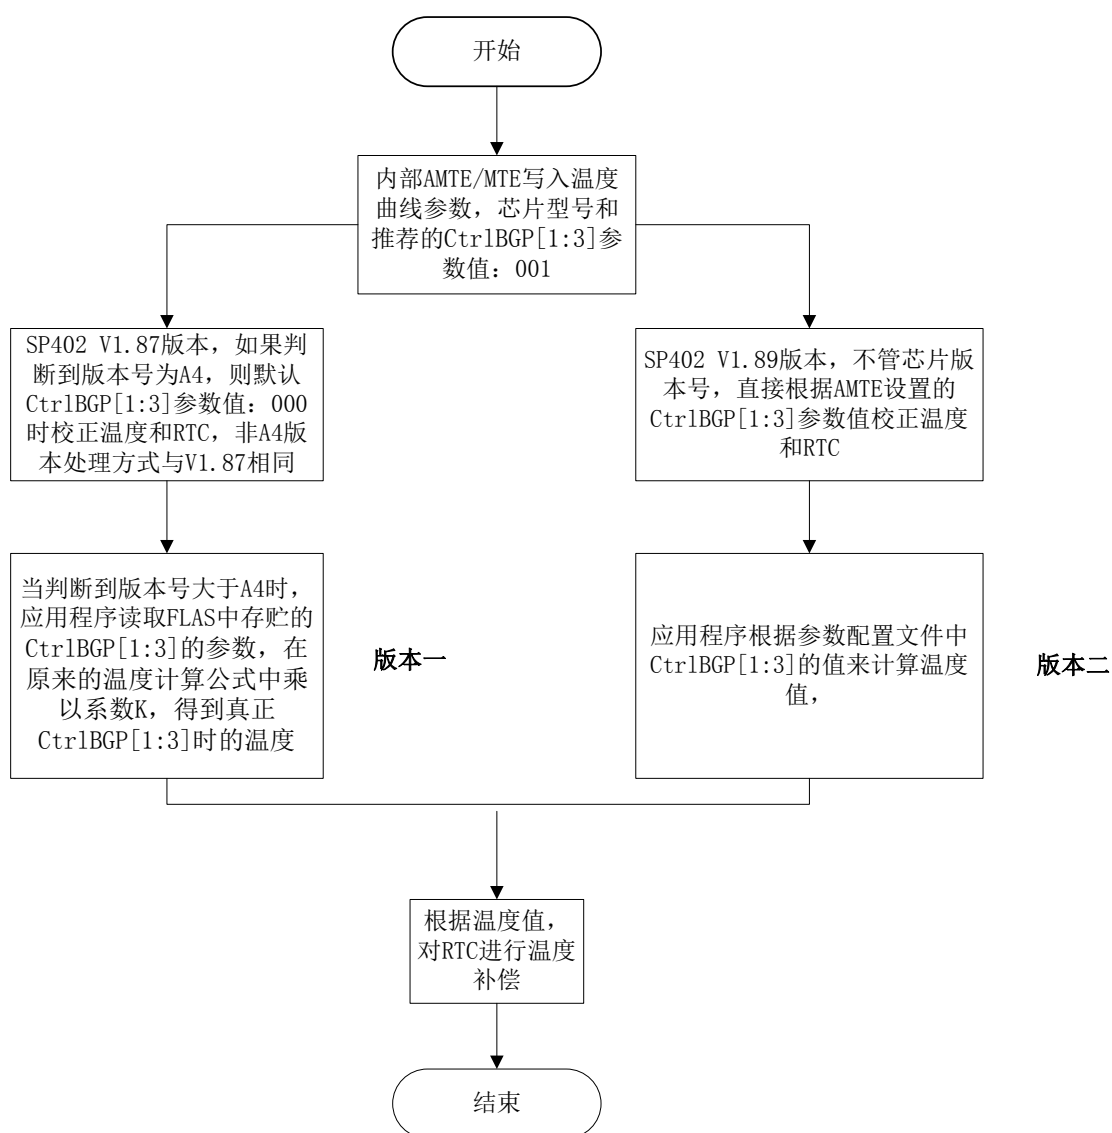 开始
内部AMTE/MTE写入温度
曲线参数，芯片型号和
推荐的CtrlBGP[1:3]参
数值：001
SP402 V1.87版本，如果判
断到版本号为A4，则默认
CtrlBGP[1:3]参数值：000
时校正温度和RTC，非A4版
本处理方式与V1.87相同
SP402 V1.89版本，不管芯片版
本号，直接根据AMTE设置的
CtrlBGP[1:3]参数值校正温度
和RTC
当判断到版本号大于A4时，
应用程序读取FLAS中存贮的
CtrlBGP[1:3]的参数，在
原来的温度计算公式中乘
以系数K，得到真正
CtrlBGP[1:3]时的温度
版本一
应用程序根据参数配置文件中
CtrlBGP[1:3]的值来计算温度
值，
版本二
根据温度值，
对RTC进行温度
补偿
结束